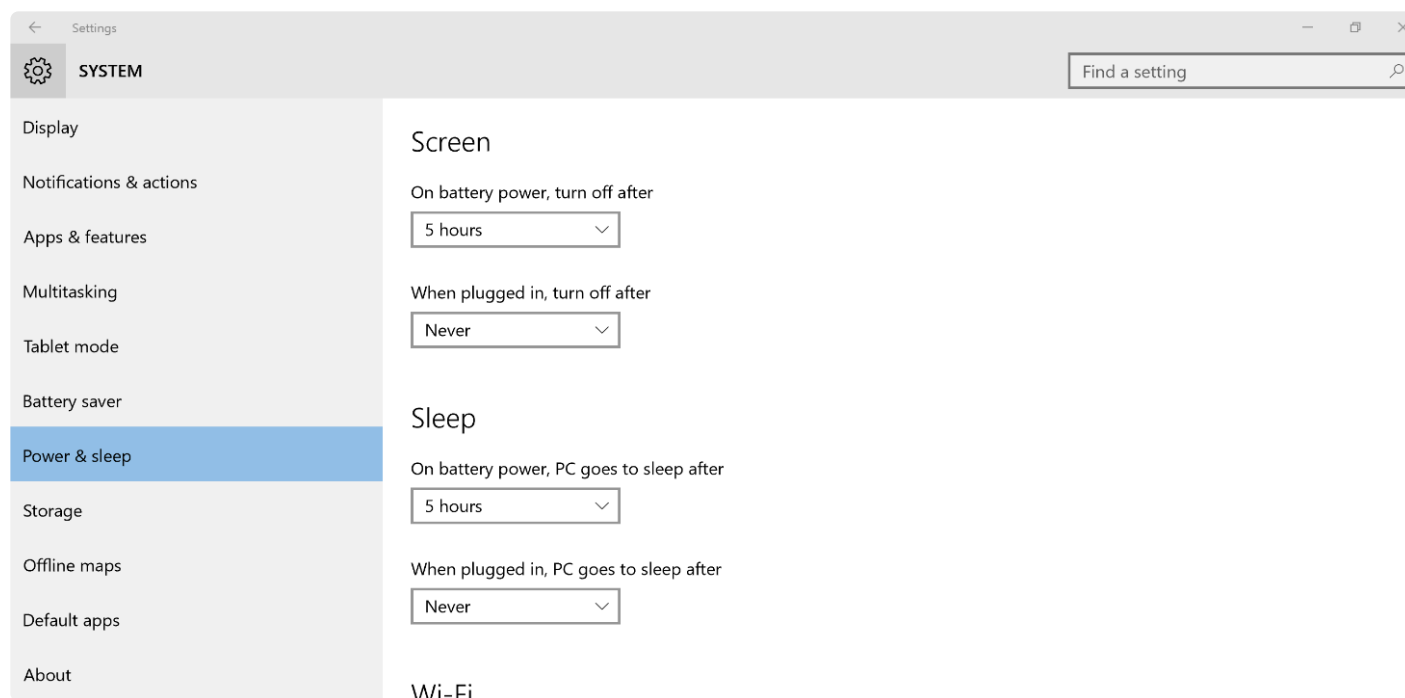 Settings
SYSTEM
Find a setting
Display
Notifications & actions
Apps & features
Multitasking
Tablet mode
Battery saver
Power & sleep
Storage
Offline maps
Default apps
About
Screen
On battery power, turn off after
5 hours
When plugged in, turn off after
Never
Sleep
On battery power, PC goes to sleep after
5 hours
When plugged in, PC goes to sleep after
Never
Wi-Fi